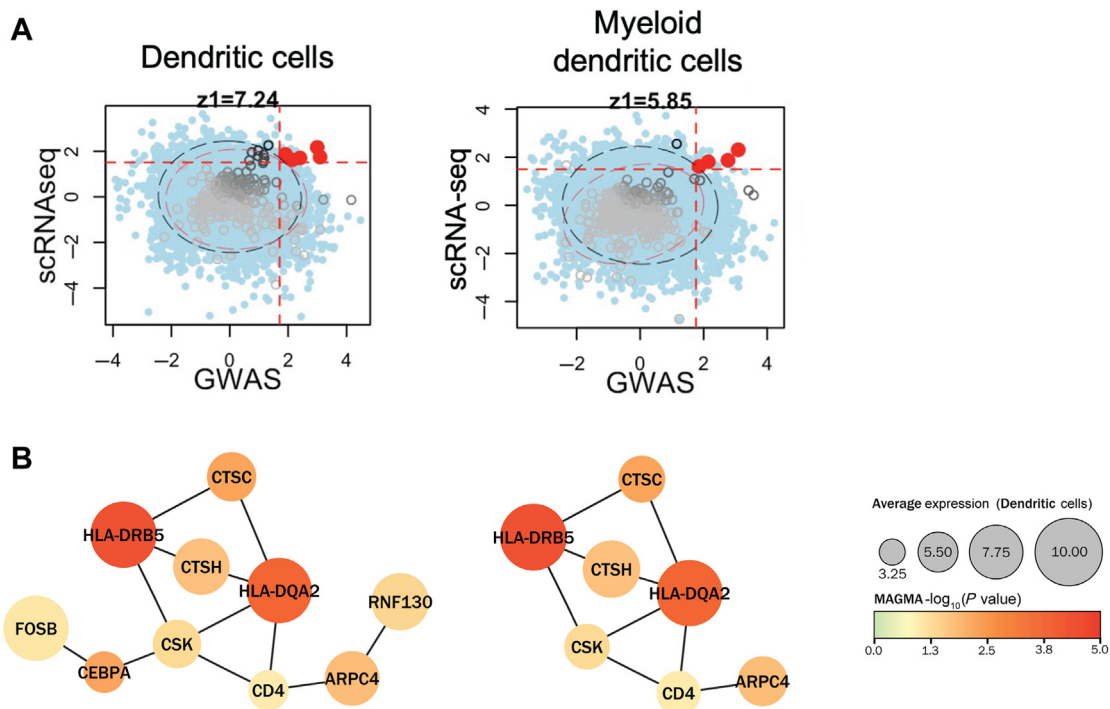 A
Dendritic cells
z1=7.24
scRNAseq
2
0
−2
−4
−4
−2
0
2
4
GWAS
Myeloid
dendritic cells
z1=5.85
scRNA-seq
4
2
0
−2
−4
−2
0
2
4
GWAS
B
CTSC
HLA-DRB5
CTSH
HLA-DQA2
RNF130
FOSB
CSK
CEBPA
CD4
ARPC4
CTSC
HLA-DRB5
CTSH
HLA-DQA2
CSK
CD4
ARPC4
Average expression (Dendritic cells)
3.25
5.50
7.75
10.00
MAGMA -log10(P value)
0.0
1.3
2.5
3.8
5.0